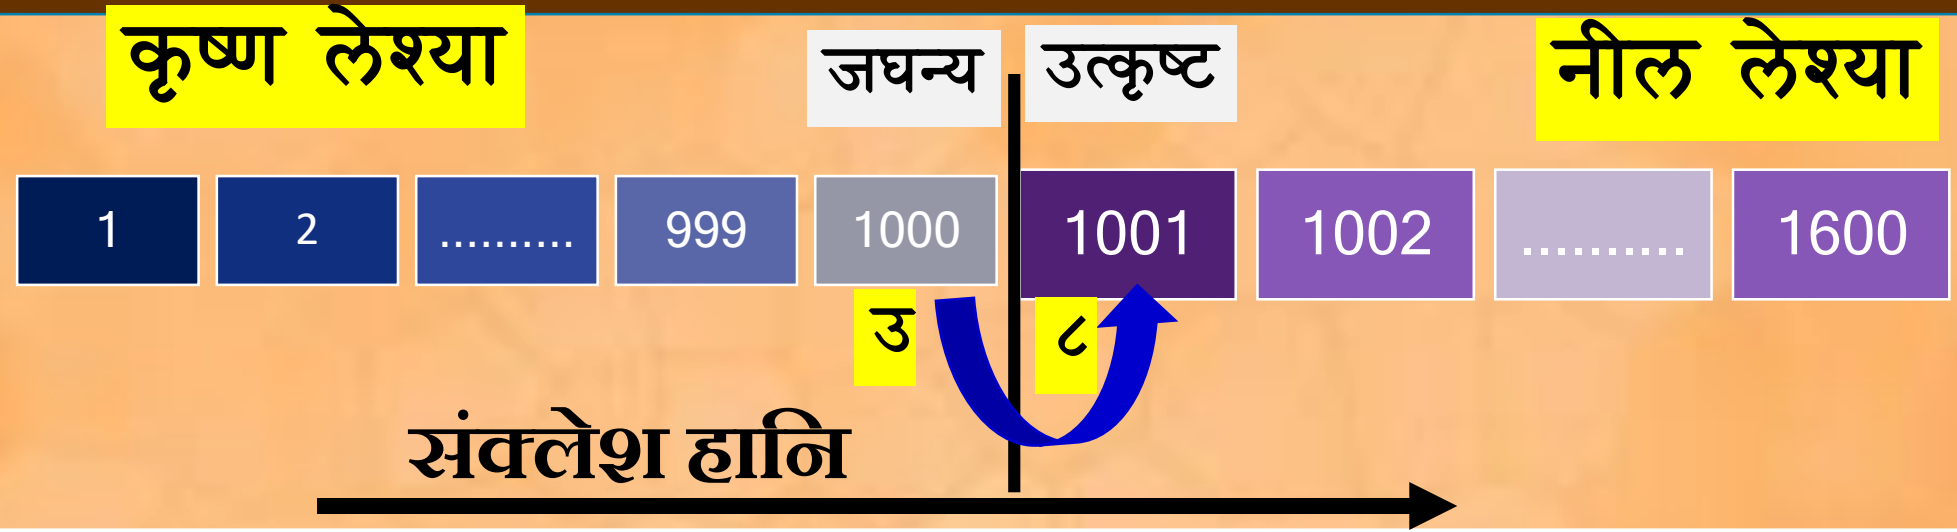 कृष्ण लेश्या
जघन्य
उत्कृष्ट
नील लेश्या
1 2 .......... 999 1000 1001 1002 .......... 1600
उ
८
संक्लेश हानि